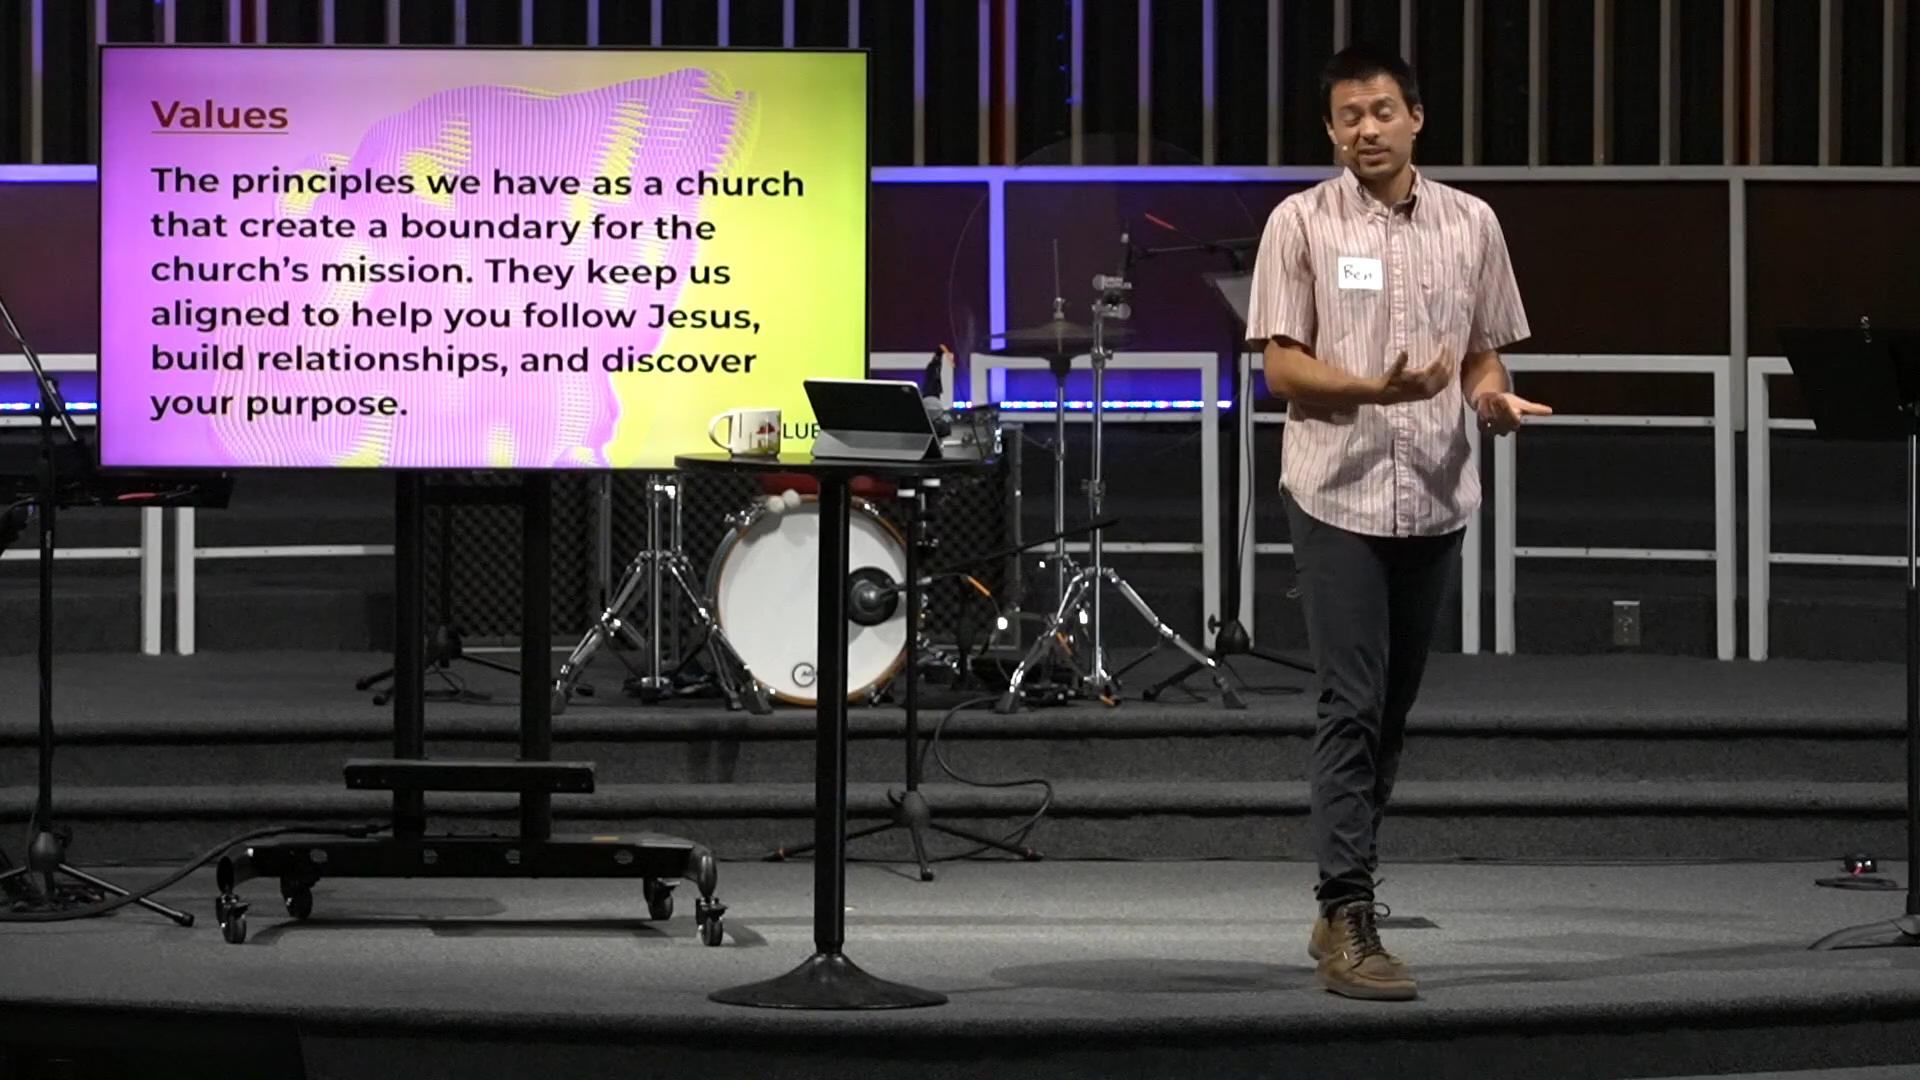 Values
The principles we have as a church
that create a boundary for the
church's mission. They keep us
aligned to help you follow Jesus,
build relationships, and discover
your purpose.
Ben